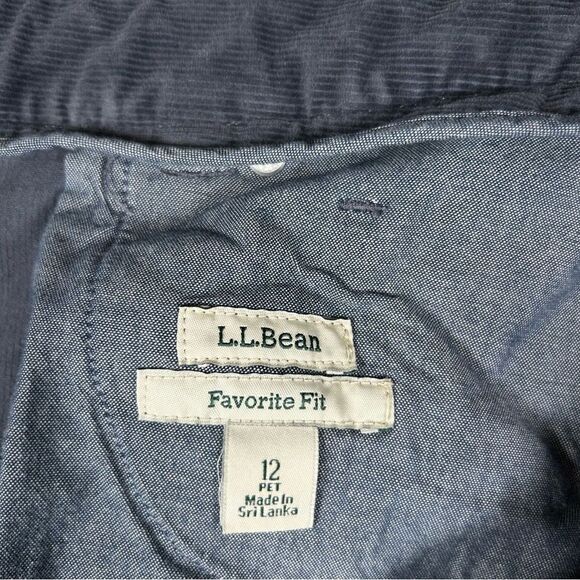 L.L.Bean
Favorite Fit
12
PET
Made In
Sri Lanka